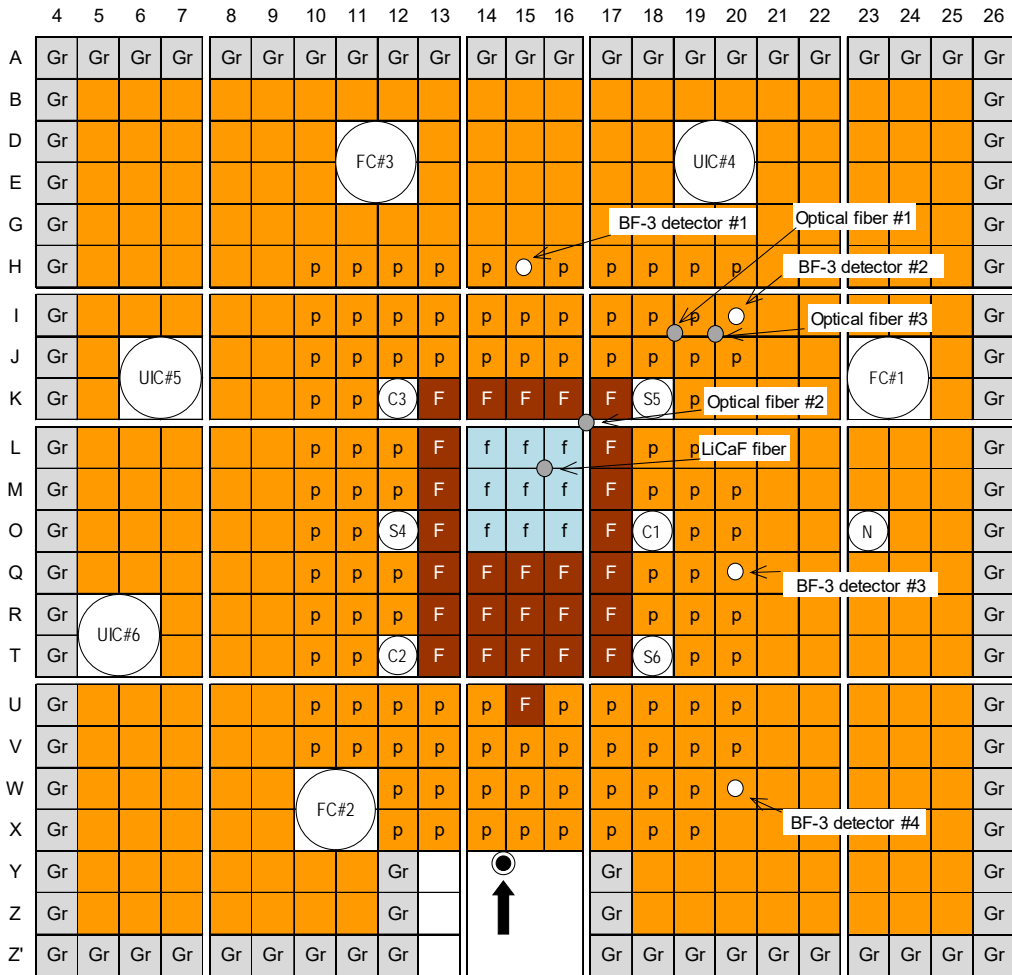 4 5 6 7 8 9 10 11 12 13 14 15 16 17 18 19 20 21 22 23 24 25 26
A Gr Gr Gr Gr Gr Gr Gr Gr Gr Gr Gr Gr Gr Gr Gr Gr Gr Gr Gr Gr Gr Gr Gr
B Gr Gr
D Gr Gr
FC#3 UIC#4
E Gr Gr
Optical fiber #1
G Gr BF-3 detector #1 Gr
H Gr p p p p p p p p p p Gr
BF-3 detector #2
I Gr p p p p p p p p p p Gr
Optical fiber #3
J Gr p p p p p p p p p p p Gr
UIC#5 FC#1
K Gr p p C3 F F F F F S5 p Gr
Optical fiber #2
L Gr p p p F f f f F p p Gr
LiCaF fiber
M Gr p p p F f f f F p p p Gr
O Gr p p S4 F f f f F C1 p p N Gr
Q Gr p p p F F F F F p p Gr
BF-3 detector #3
R Gr p p p F F F F F p p p Gr
UIC#6
T Gr p p C2 F F F F F S6 p p Gr
U Gr p p p p p F p p p p p Gr
V Gr p p p p p p p p p p p Gr
W Gr p p p p p p p p Gr
FC#2
X Gr p p p p p p p p BF-3 detector #4 Gr
Y Gr Gr Gr Gr
Z Gr Gr Gr Gr
Z' Gr Gr Gr Gr Gr Gr Gr Gr Gr Gr Gr Gr Gr Gr Gr Gr Gr Gr Gr